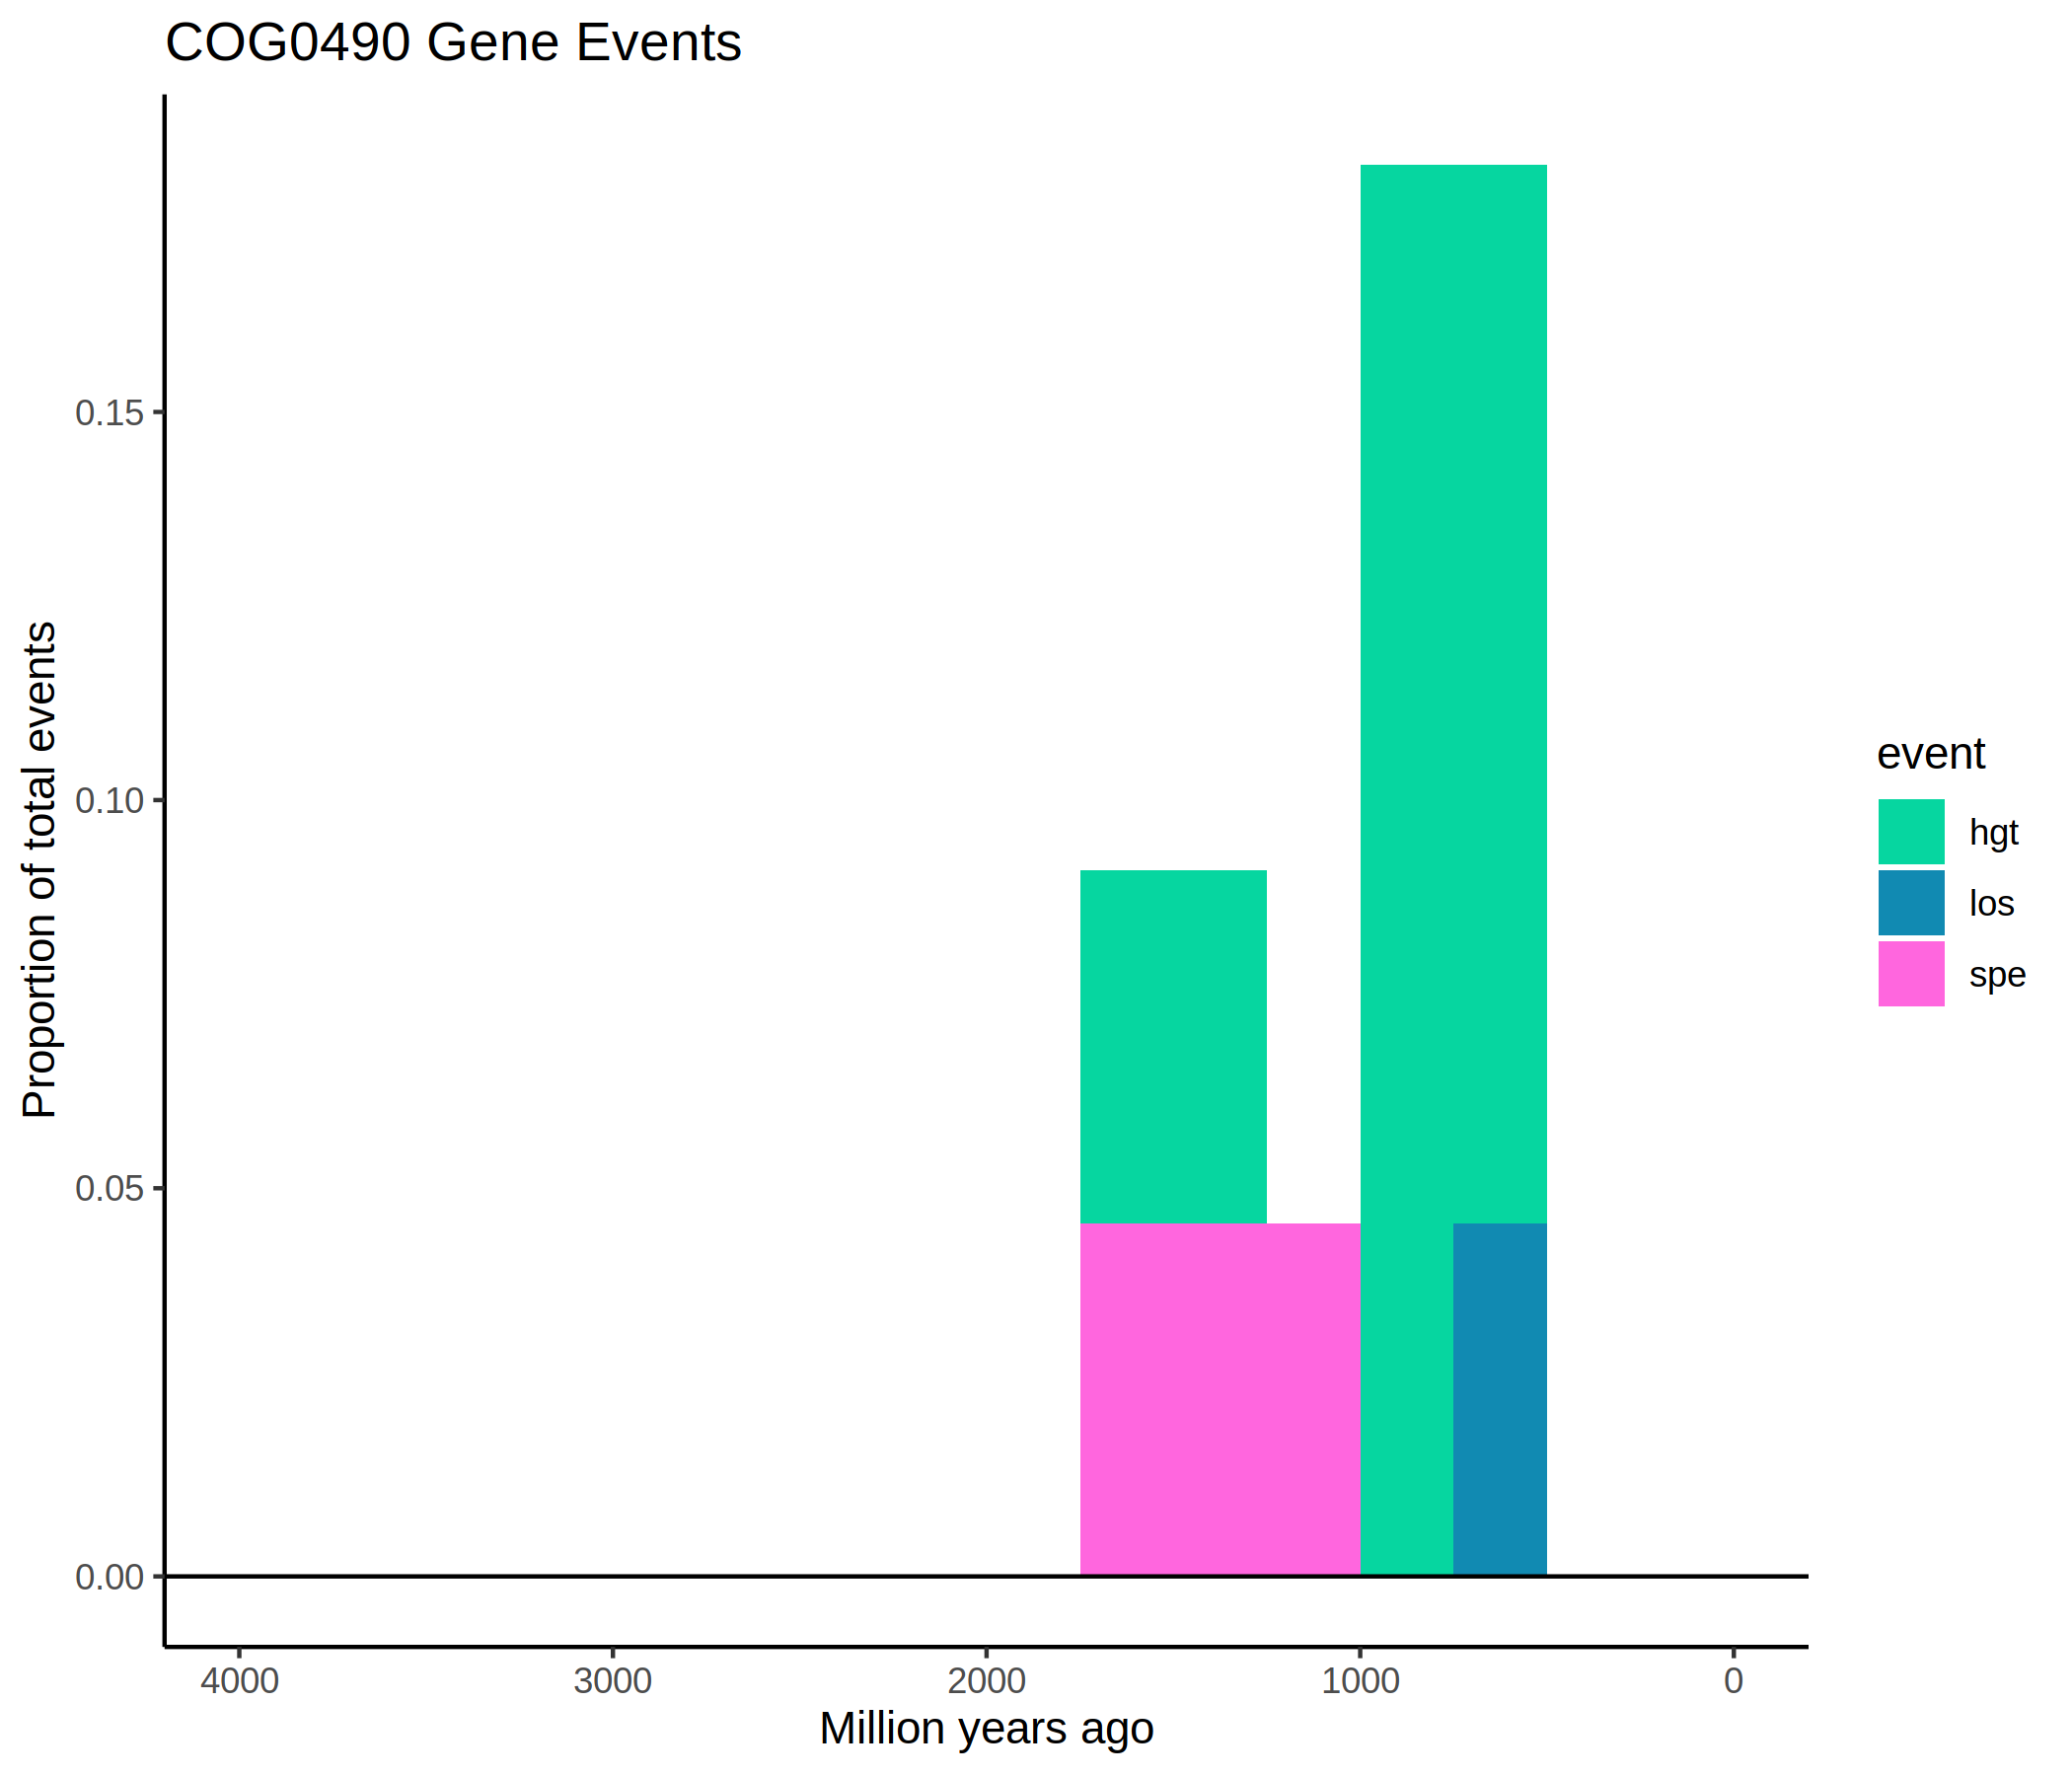 COG0490 Gene Events
Proportion of total events
0.15
0.10
0.05
0.00
4000 3000 2000 1000 0
Million years ago
event
hgt
los
spe